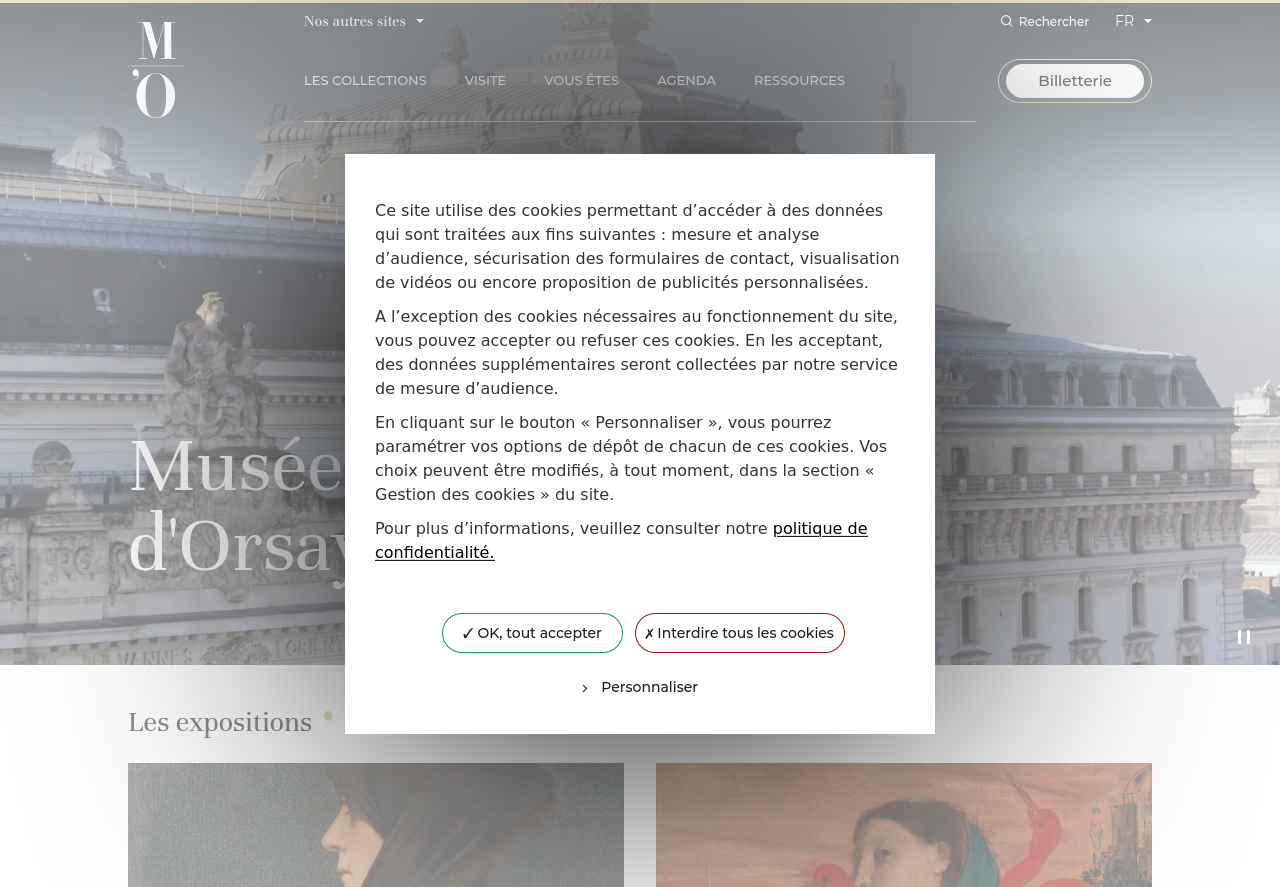 Nos autres sites
Rechercher
FR
M
'O
LES COLLECTIONS
VISITE
VOUS ÊTES
AGENDA
RESSOURCES
Billetterie
Ce site utilise des cookies permettant d’accéder à des données
qui sont traitées aux fins suivantes : mesure et analyse
d’audience, sécurisation des formulaires de contact, visualisation
de vidéos ou encore proposition de publicités personnalisées.
A l’exception des cookies nécessaires au fonctionnement du site,
vous pouvez accepter ou refuser ces cookies. En les acceptant,
des données supplémentaires seront collectées par notre service
de mesure d’audience.
En cliquant sur le bouton « Personnaliser », vous pourrez
paramétrer vos options de dépôt de chacun de ces cookies. Vos
choix peuvent être modifiés, à tout moment, dans la section «
Gestion des cookies » du site.
Pour plus d’informations, veuillez consulter notre politique de
confidentialité.
✓ OK, tout accepter
✗ Interdire tous les cookies
Personnaliser
Musée
d'Orsay
Les expositions